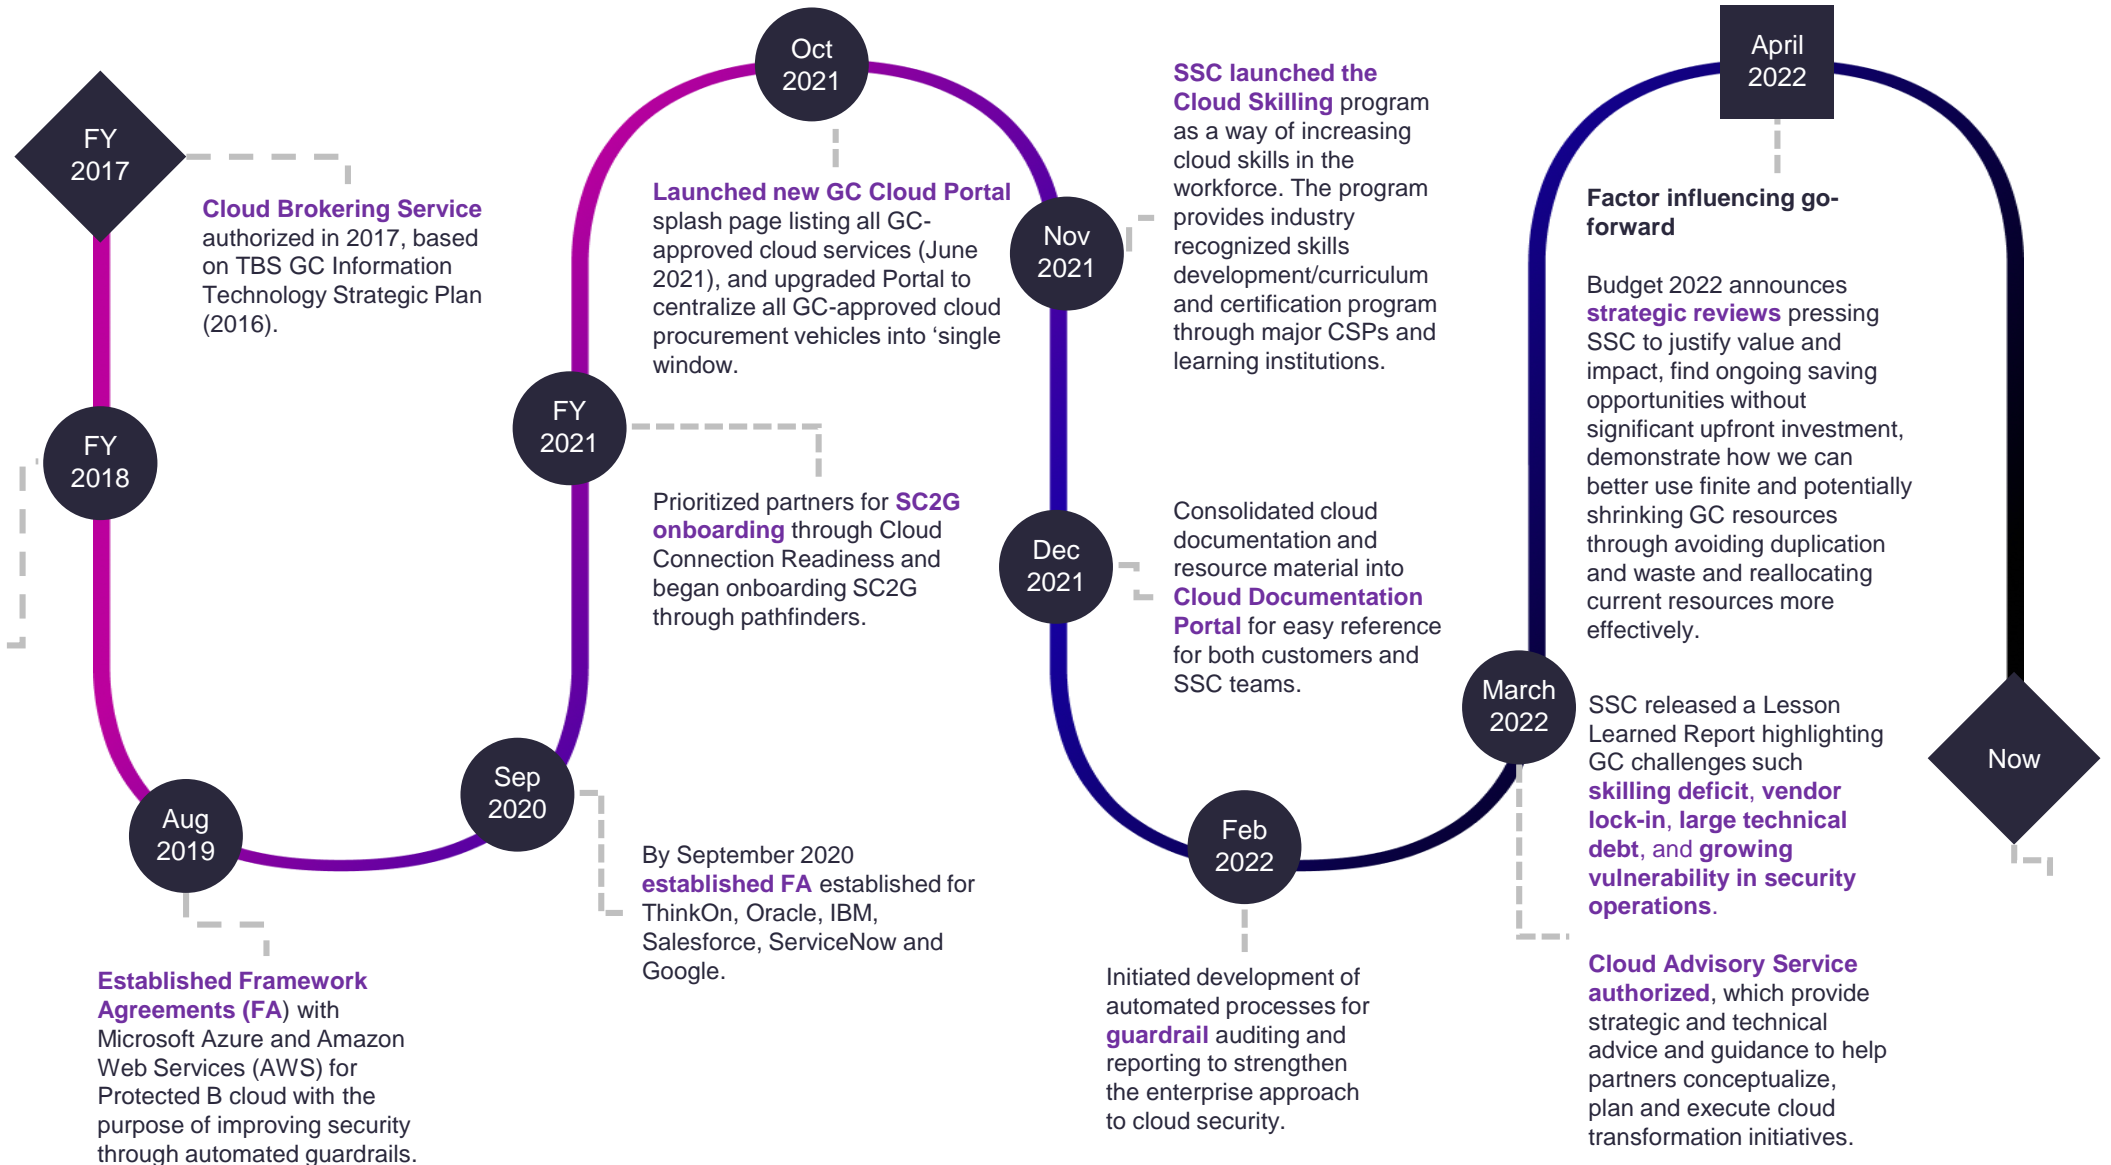 FY
2017
Cloud Brokering Service
authorized in 2017, based
on TBS GC Information
Technology Strategic Plan
(2016).
FY
2018
Aug
2019
Established Framework
Agreements (FA) with
Microsoft Azure and Amazon
Web Services (AWS) for
Protected B cloud with the
purpose of improving security
through automated guardrails.
Sep
2020
By September 2020
established FA established for
ThinkOn, Oracle, IBM,
Salesforce, ServiceNow and
Google.
FY
2021
Prioritized partners for SC2G
onboarding through Cloud
Connection Readiness and
began onboarding SC2G
through pathfinders.
Oct
2021
Launched new GC Cloud Portal
splash page listing all GC-
approved cloud services (June
2021), and upgraded Portal to
centralize all GC-approved cloud
procurement vehicles into ‘single
window.
Nov
2021
SSC launched the
Cloud Skilling program
as a way of increasing
cloud skills in the
workforce. The program
provides industry
recognized skills
development/curriculum
and certification program
through major CSPs and
learning institutions.
Dec
2021
Consolidated cloud
documentation and
resource material into
Cloud Documentation
Portal for easy reference
for both customers and
SSC teams.
Feb
2022
Initiated development of
automated processes for
guardrail auditing and
reporting to strengthen
the enterprise approach
to cloud security.
March
2022
SSC released a Lesson
Learned Report highlighting
GC challenges such
skilling deficit, vendor
lock-in, large technical
debt, and growing
vulnerability in security
operations.
Cloud Advisory Service
authorized, which provide
strategic and technical
advice and guidance to help
partners conceptualize,
plan and execute cloud
transformation initiatives.
April
2022
Factor influencing go-
forward
Budget 2022 announces
strategic reviews pressing
SSC to justify value and
impact, find ongoing saving
opportunities without
significant upfront investment,
demonstrate how we can
better use finite and potentially
shrinking GC resources
through avoiding duplication
and waste and reallocating
current resources more
effectively.
Now